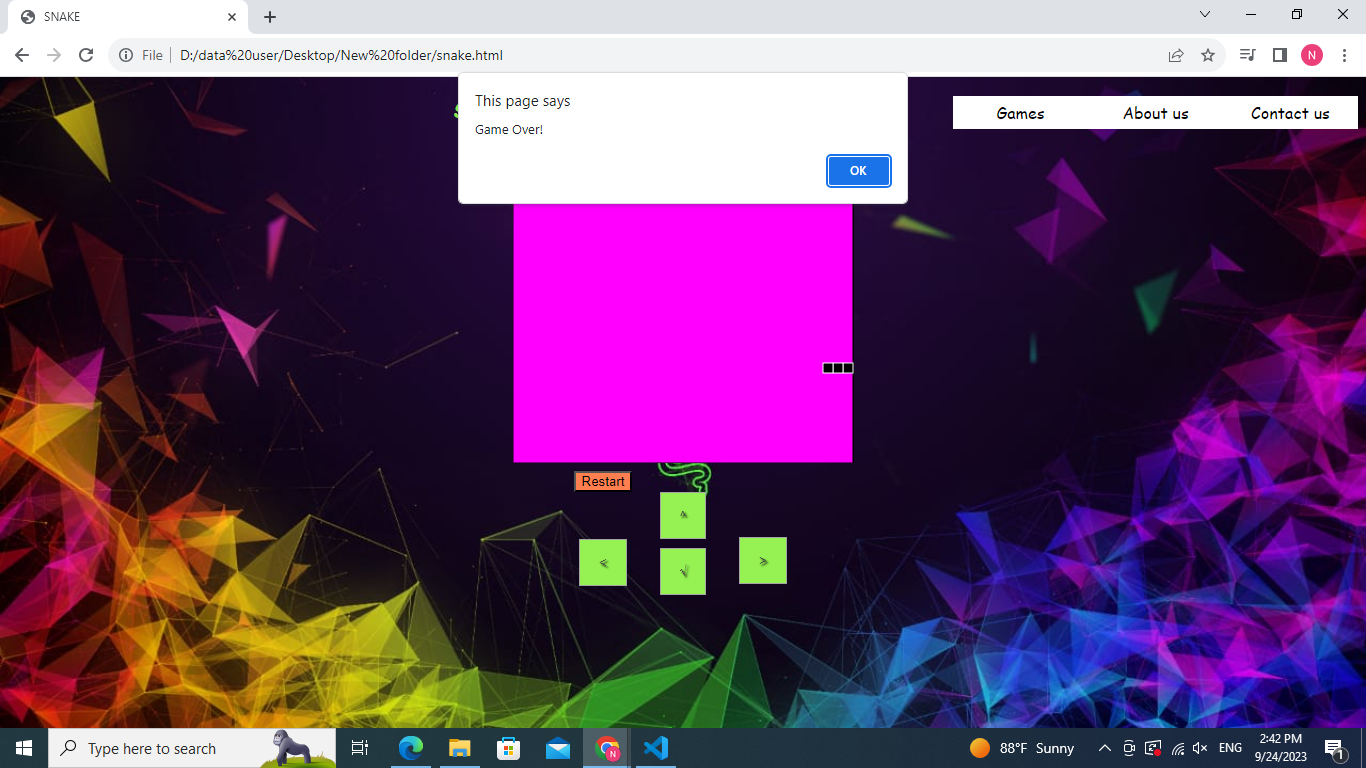 SNAKE
File
D:/data%20user/Desktop/New%20folder/snake.html
N
This page says
Game Over!
OK
Games
About us
Contact us
Restart
^
<
>
Type here to search
N
88°F Sunny
ENG
2:42 PM
9/24/2023
1